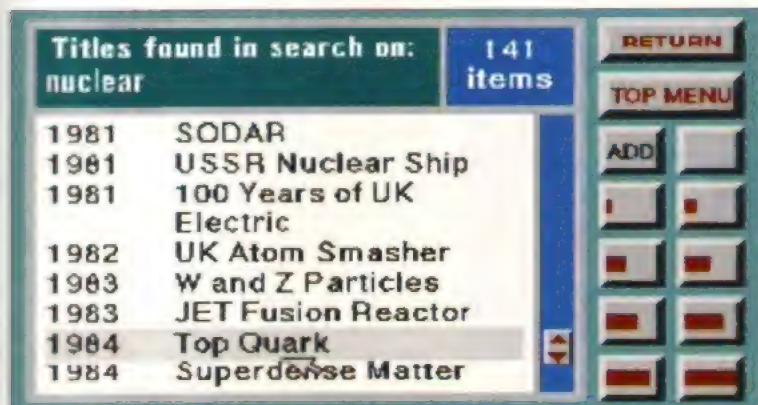 Titles found in search on:
nuclear
141
items
RETURN
TOP MENU
ADD
1981 SODAR
1981 USSR Nuclear Ship
1981 100 Years of UK
Electric
1982 UK Atom Smasher
1983 W and Z Particles
1983 JET Fusion Reactor
1984 Top Quark
1984 Superdense Matter